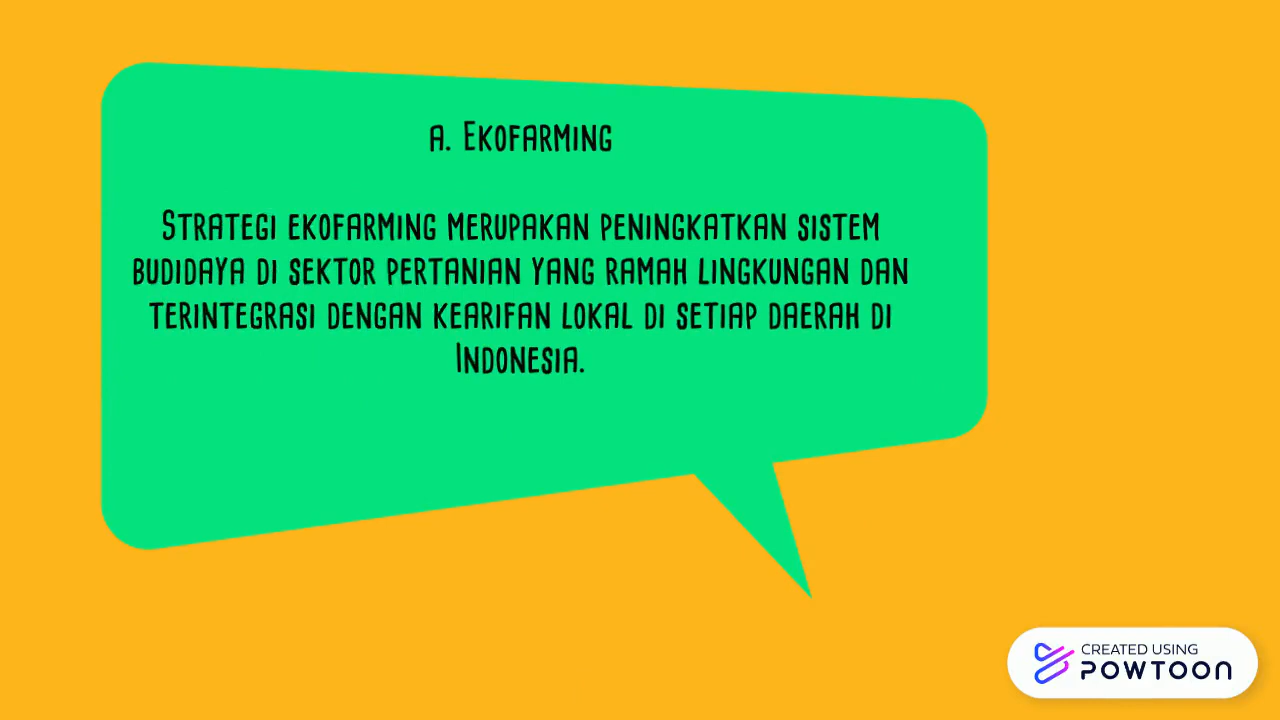 a. Ekofarming
Strategi ekofarming merupakan peningkatkan sistem
budidaya di sektor pertanian yang ramah lingkungan dan
terintegrasi dengan kearifan lokal di setiap daerah di
Indonesia.
CREATED USING
POWTOON